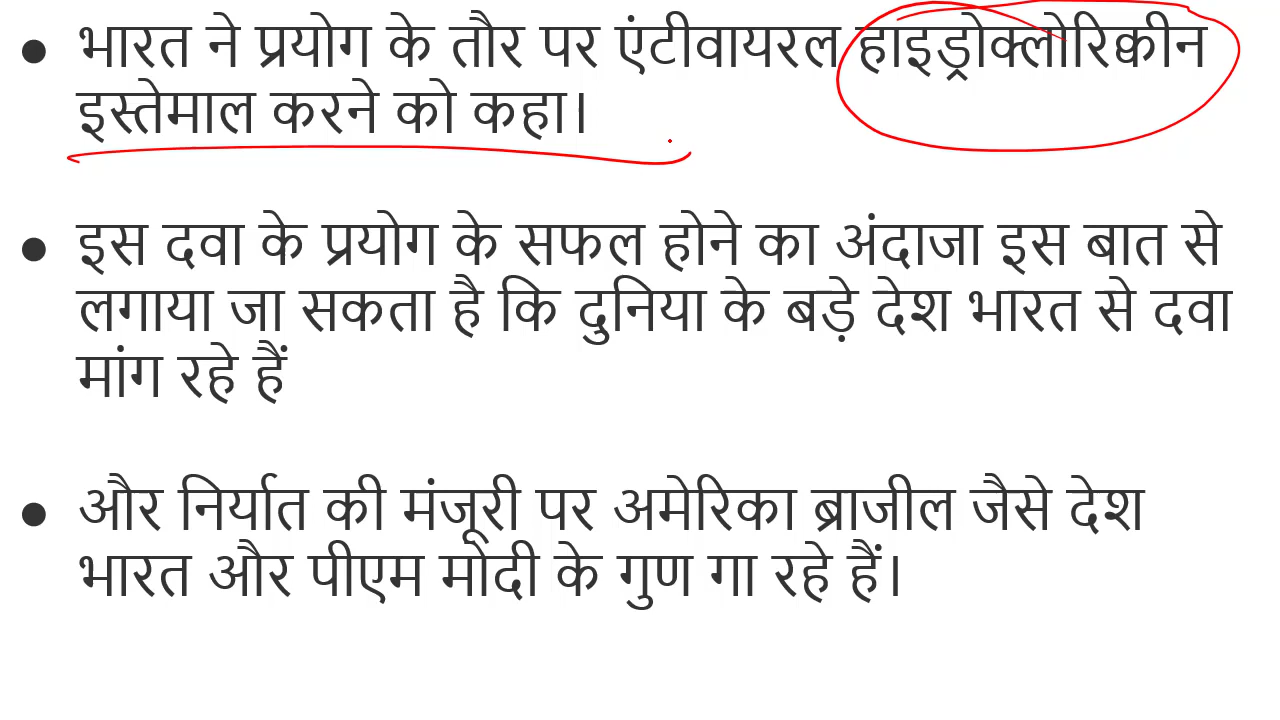 • भारत ने प्रयोग के तौर पर एंटीवायरल हाइड्रोक्लोरिक्वीन
इस्तेमाल करने को कहा।
• इस दवा के प्रयोग के सफल होने का अंदाजा इस बात से
लगाया जा सकता है कि दुनिया के बड़े देश भारत से दवा
मांग रहे हैं
• और निर्यात की मंजूरी पर अमेरिका ब्राजील जैसे देश
भारत और पीएम मोदी के गुण गा रहे हैं।